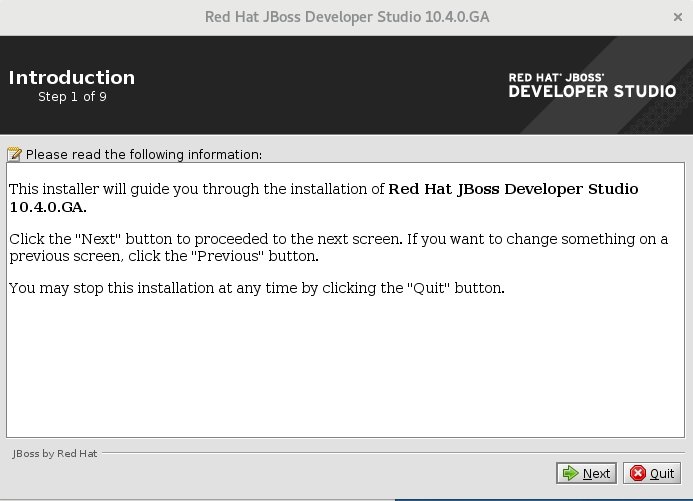 Red Hat JBoss Developer Studio 10.4.0.GA
Introduction
Step 1 of 9
RED HAT® JBOSS®
DEVELOPER STUDIO
Please read the following information:
This installer will guide you through the installation of Red Hat JBoss Developer Studio
10.4.0.GA.
Click the "Next" button to proceeded to the next screen. If you want to change something on a
previous screen, click the "Previous" button.
You may stop this installation at any time by clicking the "Quit" button.
JBoss by Red Hat
Next
Quit